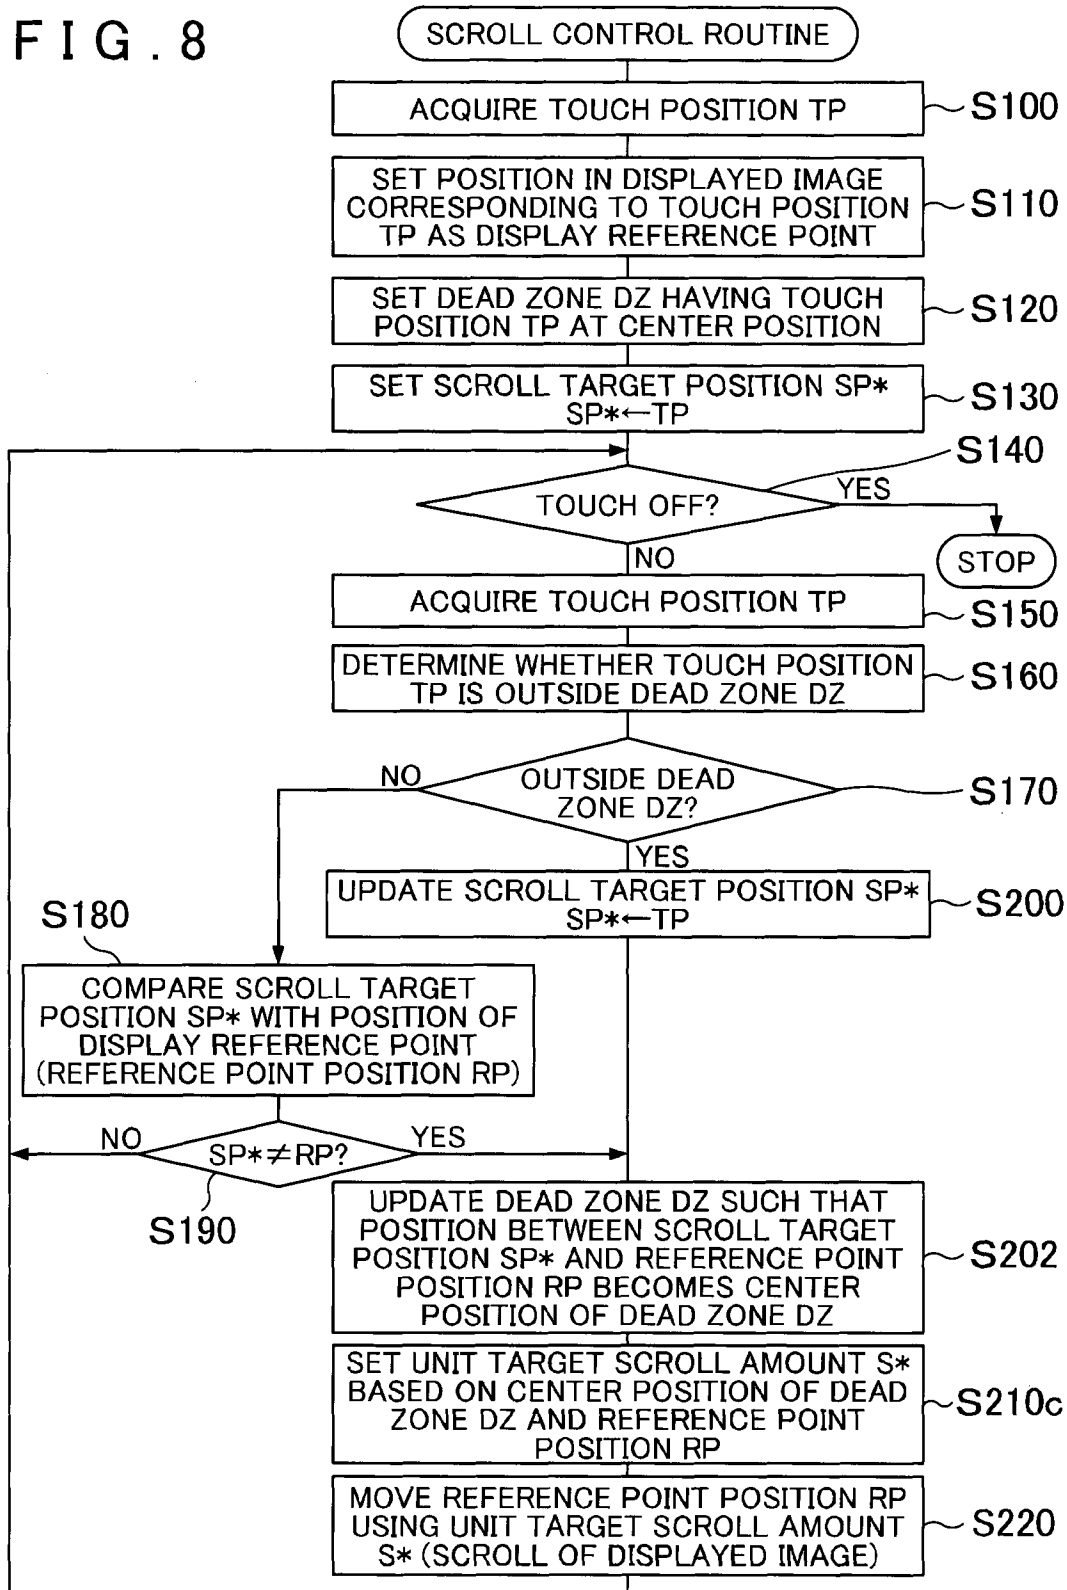 FIG.8
SCROLL CONTROL ROUTINE
ACQUIRE TOUCH POSITION TP
S100
SET POSITION IN DISPLAYED IMAGE
CORRESPONDING TO TOUCH POSITION
TP AS DISPLAY REFERENCE POINT
S110
SET DEAD ZONE DZ HAVING TOUCH
POSITION TP AT CENTER POSITION
S120
SET SCROLL TARGET POSITION SP*
SP*←TP
S130
S140
TOUCH OFF?
YES
STOP
NO
ACQUIRE TOUCH POSITION TP
S150
DETERMINE WHETHER TOUCH POSITION
TP IS OUTSIDE DEAD ZONE DZ
S160
NO
OUTSIDE DEAD
ZONE DZ?
S170
YES
UPDATE SCROLL TARGET POSITION SP*
SP*←TP
S200
S180
COMPARE SCROLL TARGET
POSITION SP* WITH POSITION OF
DISPLAY REFERENCE POINT
(REFERENCE POINT POSITION RP)
NO
SP*≠RP?
YES
S190
UPDATE DEAD ZONE DZ SUCH THAT
POSITION BETWEEN SCROLL TARGET
POSITION SP* AND REFERENCE POINT
POSITION RP BECOMES CENTER
POSITION OF DEAD ZONE DZ
S202
SET UNIT TARGET SCROLL AMOUNT S*
BASED ON CENTER POSITION OF DEAD
ZONE DZ AND REFERENCE POINT
POSITION RP
S210c
MOVE REFERENCE POINT POSITION RP
USING UNIT TARGET SCROLL AMOUNT
S* (SCROLL OF DISPLAYED IMAGE)
S220